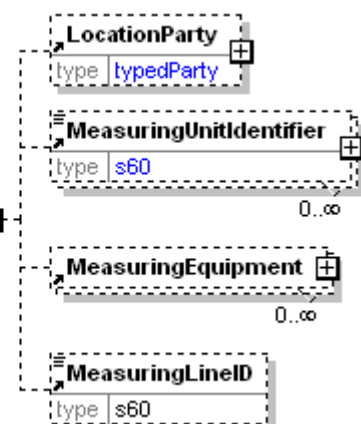 LocationParty
type typedParty
MeasuringUnitIdentifier
type s60
0..∞
MeasuringEquipment
0..∞
MeasuringLineID
type s60